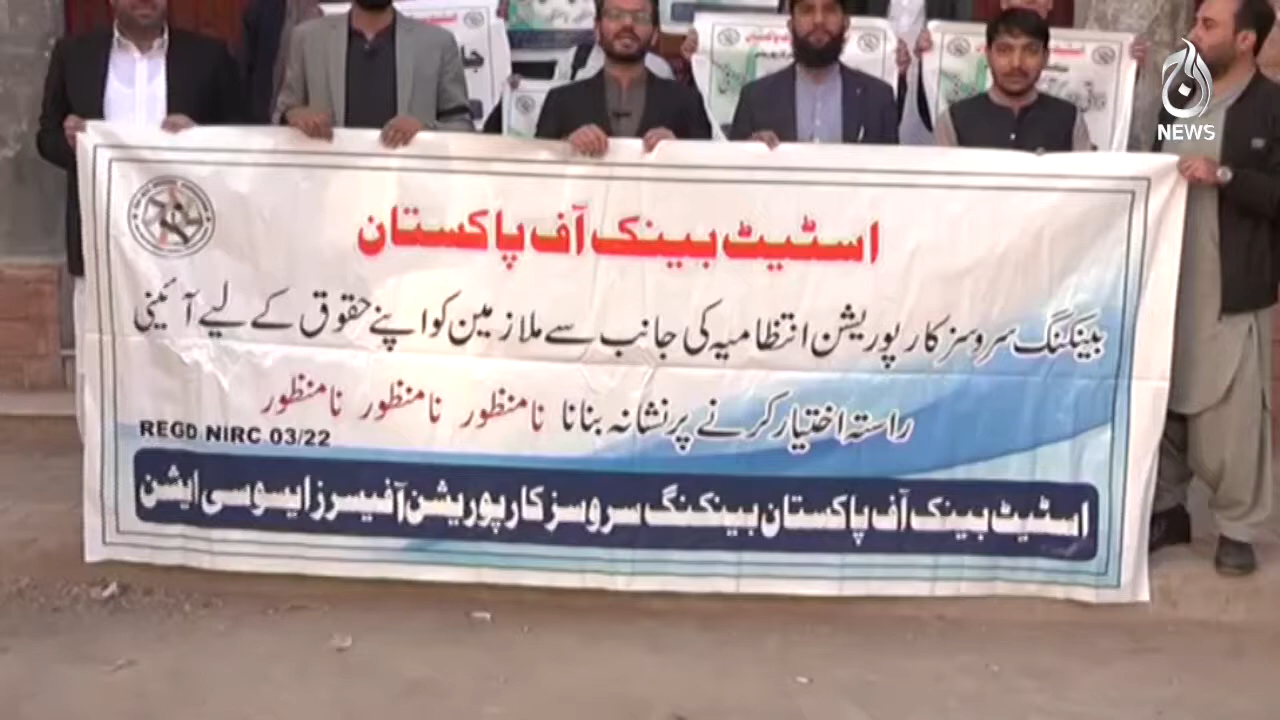 اسٹیٹ بینک آف پاکستان
بینکنگ سروسز کارپوریشن انتظامیہ کی جانب سے ملازمین کو اپنے حقوق کے لیے آئینی
راستہ اختیار کرنے پر نشانہ بنانا نامنظور نامنظور نامنظور
REGD NIRC 03/22
اسٹیٹ بینک آف پاکستان بینکنگ سروسز کارپوریشن آفیسرز ایسوسی ایشن
آج
NEWS